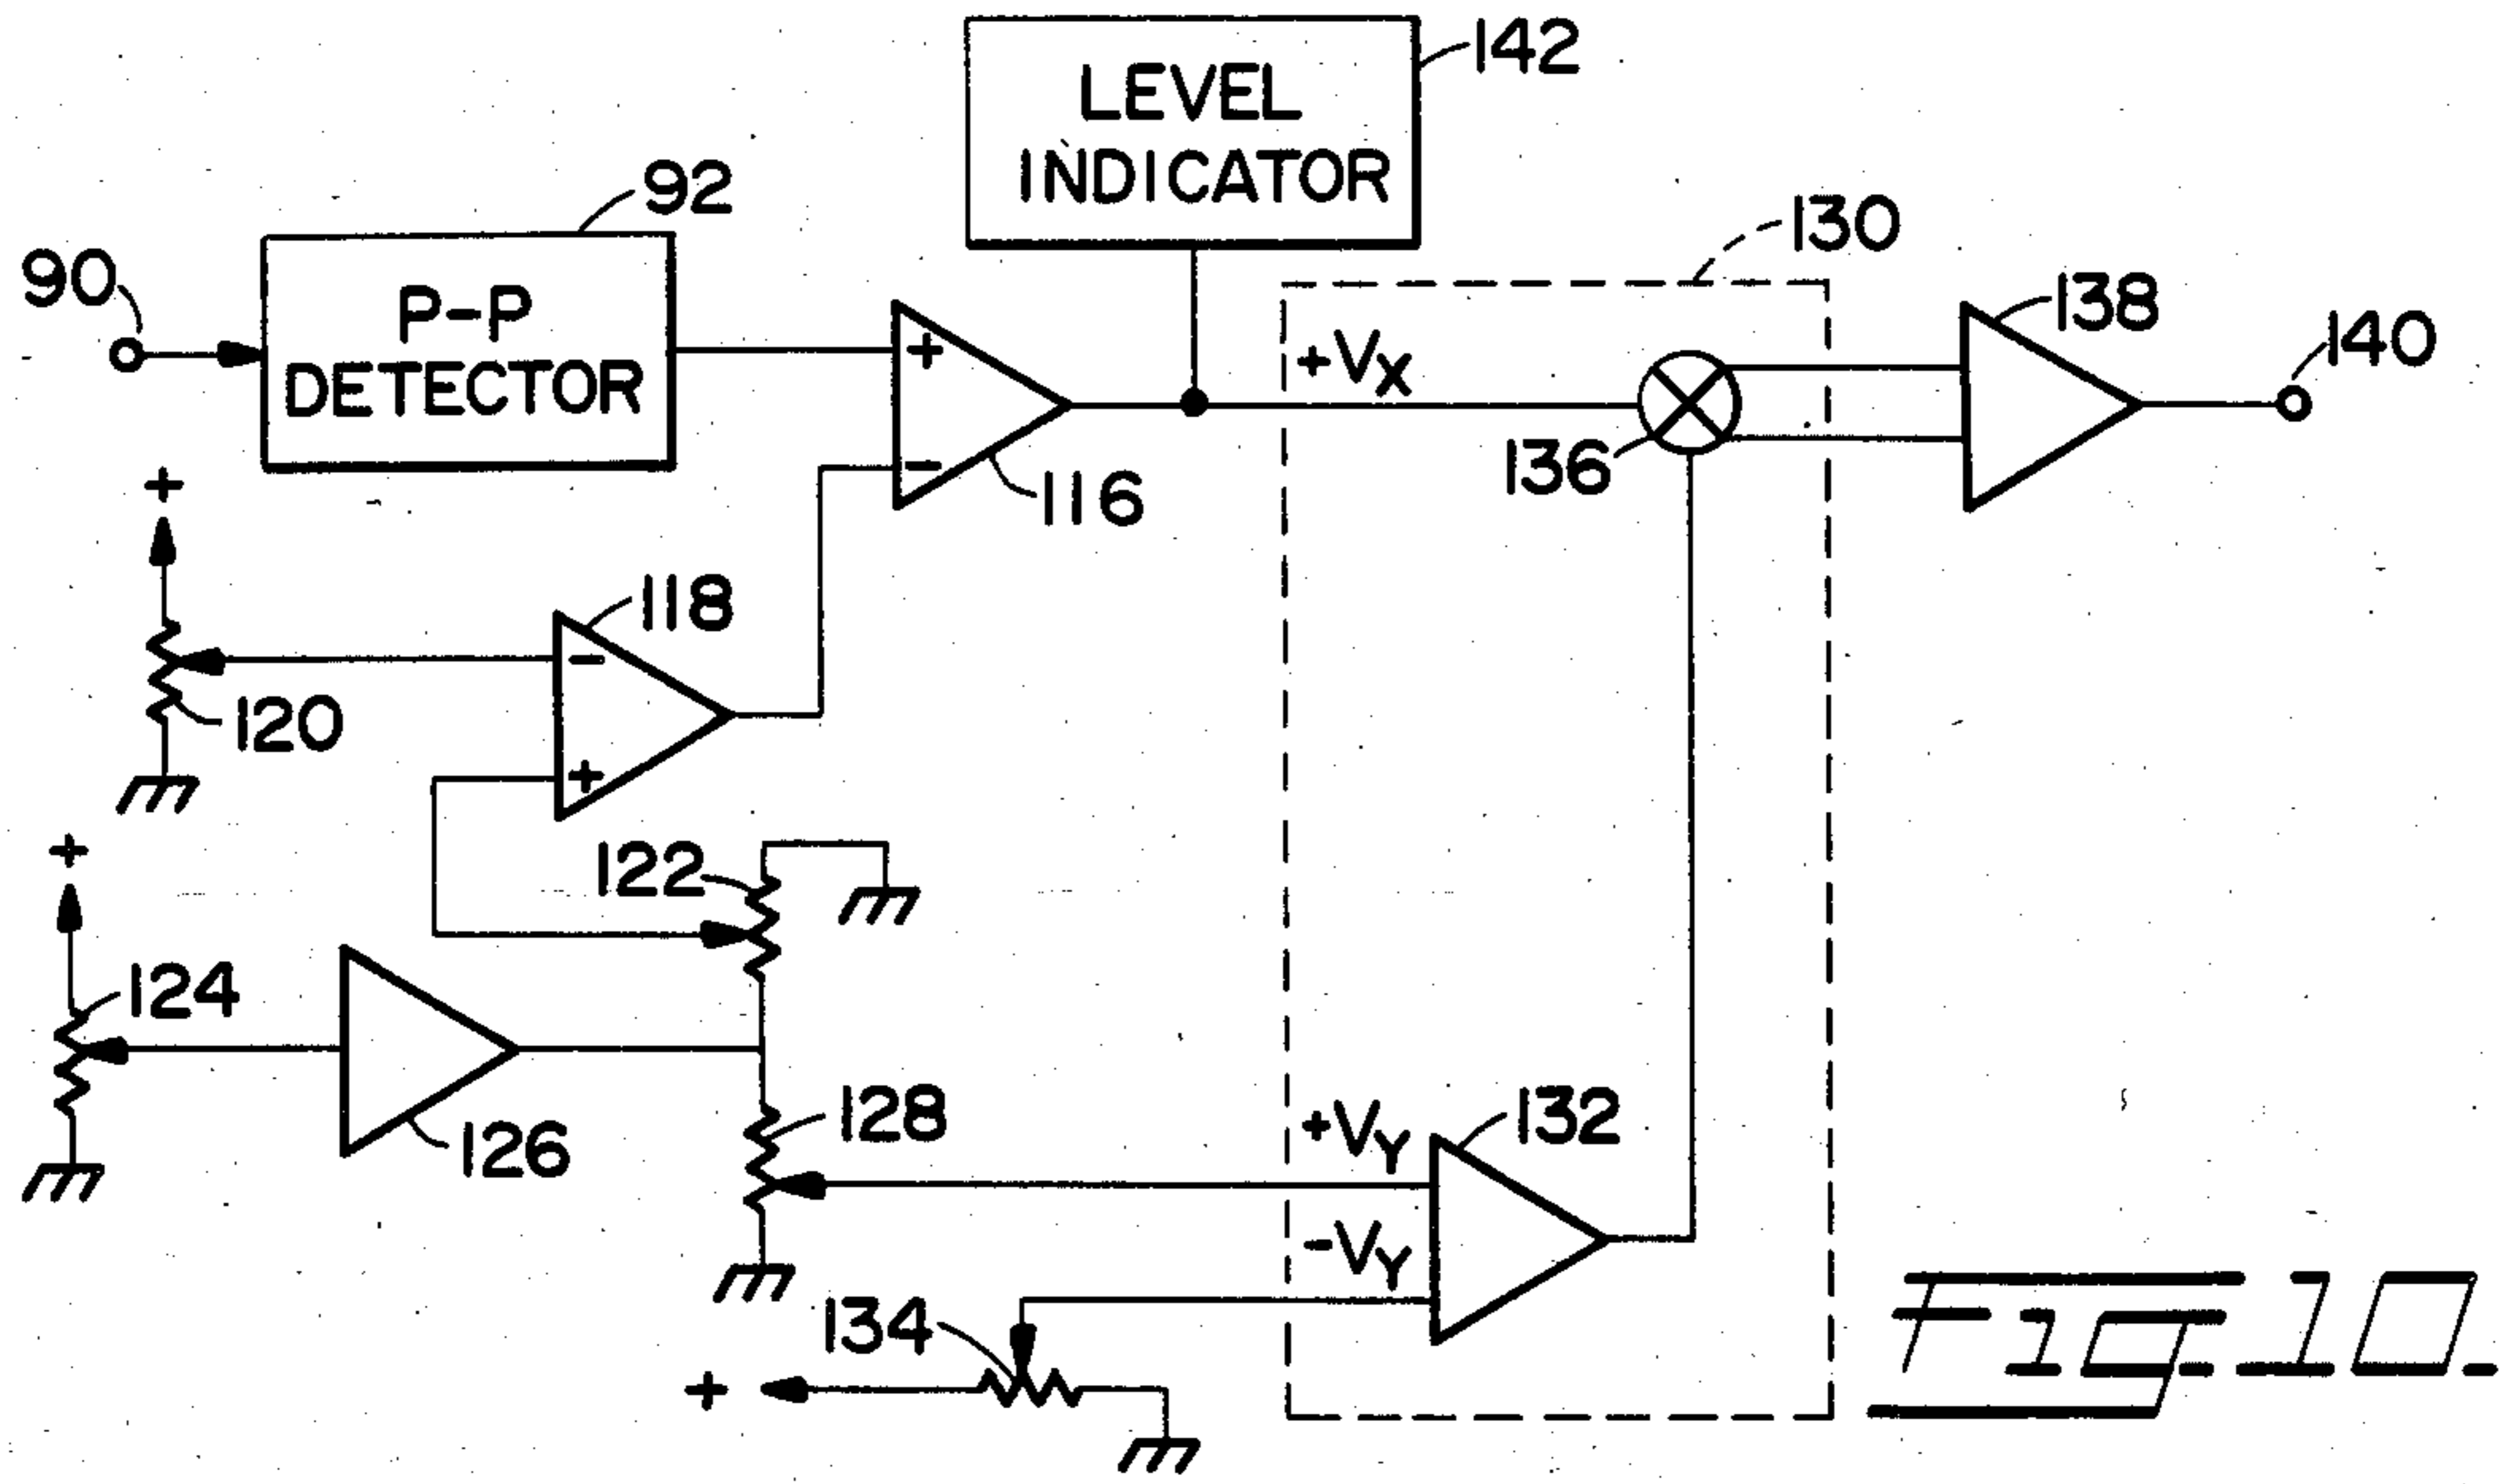 LEVEL
INDICATOR
142
92
130
90
P-P
DETECTOR
138
140
+
+VX
136
-
116
+
118
-
120
+
+
122
124
126
128
+VY
132
-VY
134
+
Fig. 10.